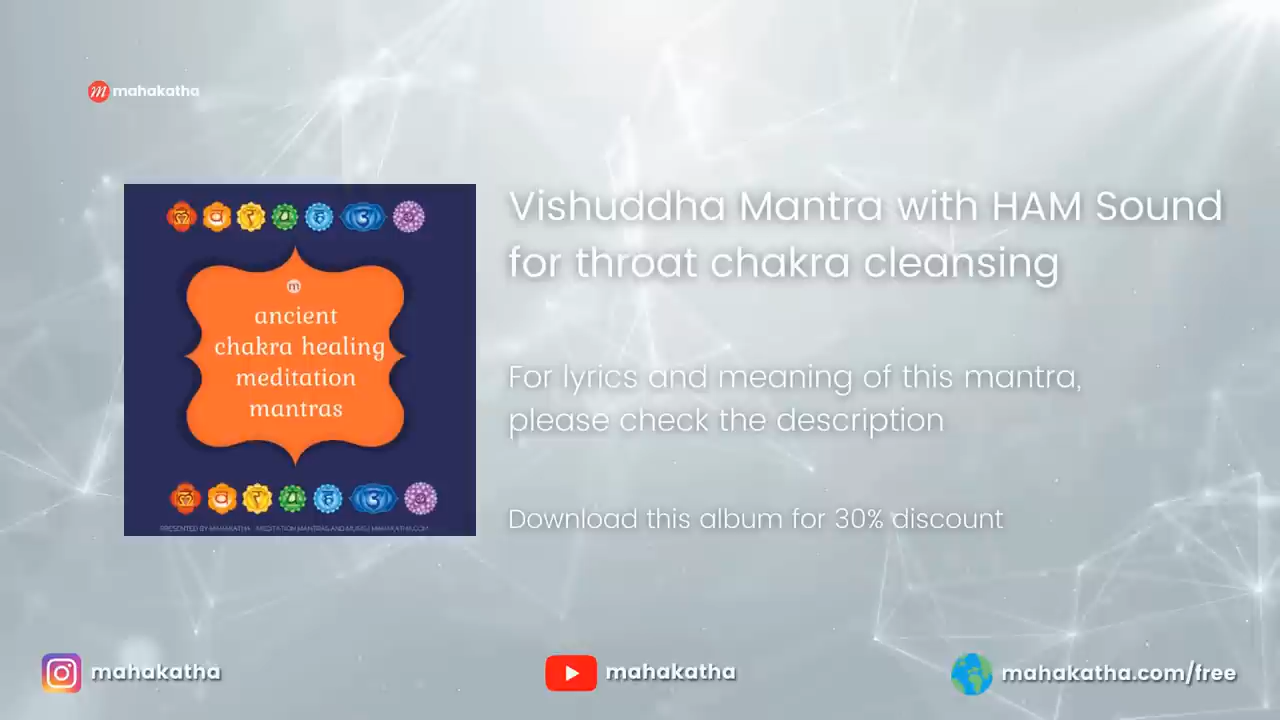 mahakatha
ancient
chakra healing
meditation
mantras
Vishuddha Mantra with HAM Sound
for throat chakra cleansing
For lyrics and meaning of this mantra,
please check the description
Download this album for 30% discount
mahakatha
mahakatha
mahakatha.com/free